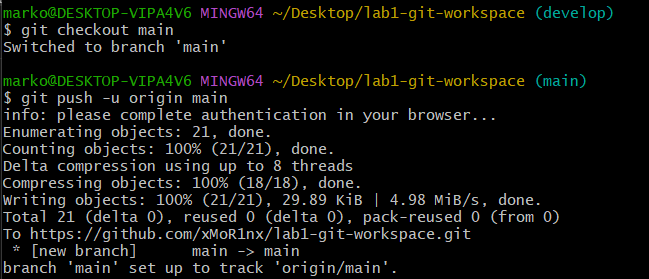 marko@DESKTOP-VIPA4V6 MINGW64 ~/Desktop/lab1-git-workspace (develop)
$ git checkout main
Switched to branch 'main'

marko@DESKTOP-VIPA4V6 MINGW64 ~/Desktop/lab1-git-workspace (main)
$ git push -u origin main
info: please complete authentication in your browser...
Enumerating objects: 21, done.
Counting objects: 100% (21/21), done.
Delta compression using up to 8 threads
Compressing objects: 100% (18/18), done.
Writing objects: 100% (21/21), 29.89 KiB | 4.98 MiB/s, done.
Total 21 (delta 0), reused 0 (delta 0), pack-reused 0 (from 0)
To https://github.com/xMoR1nx/lab1-git-workspace.git
 * [new branch]      main -> main
branch 'main' set up to track 'origin/main'.